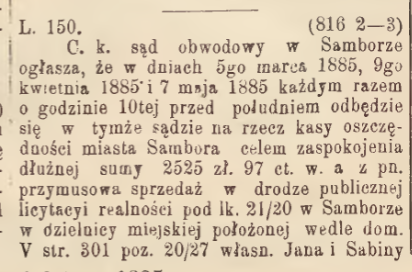 L. 150. (816 2—3)
C. k. sąd obwodowy w Samborze
ogłasza, że w dniach 5go marca 1885, 9go
kwietnia 1885 i 7 maja 1885 każdym razem
o godzinie 10tej przed południem odbędzie
się w tymże sądzie na rzecz kasy oszczę-
dności miasta Sambora celem zaspokojenia
dłużnej sumy 2525 zł. 97 ct. w. a z pn.
przymusowa sprzedaż w drodze publicznej
licytacyi realności pod lk. 21/20 w Samborze
w dzielnicy miejskiej położonej wedle dom.
V str. 301 poz. 20/27 własn. Jana i Sabiny